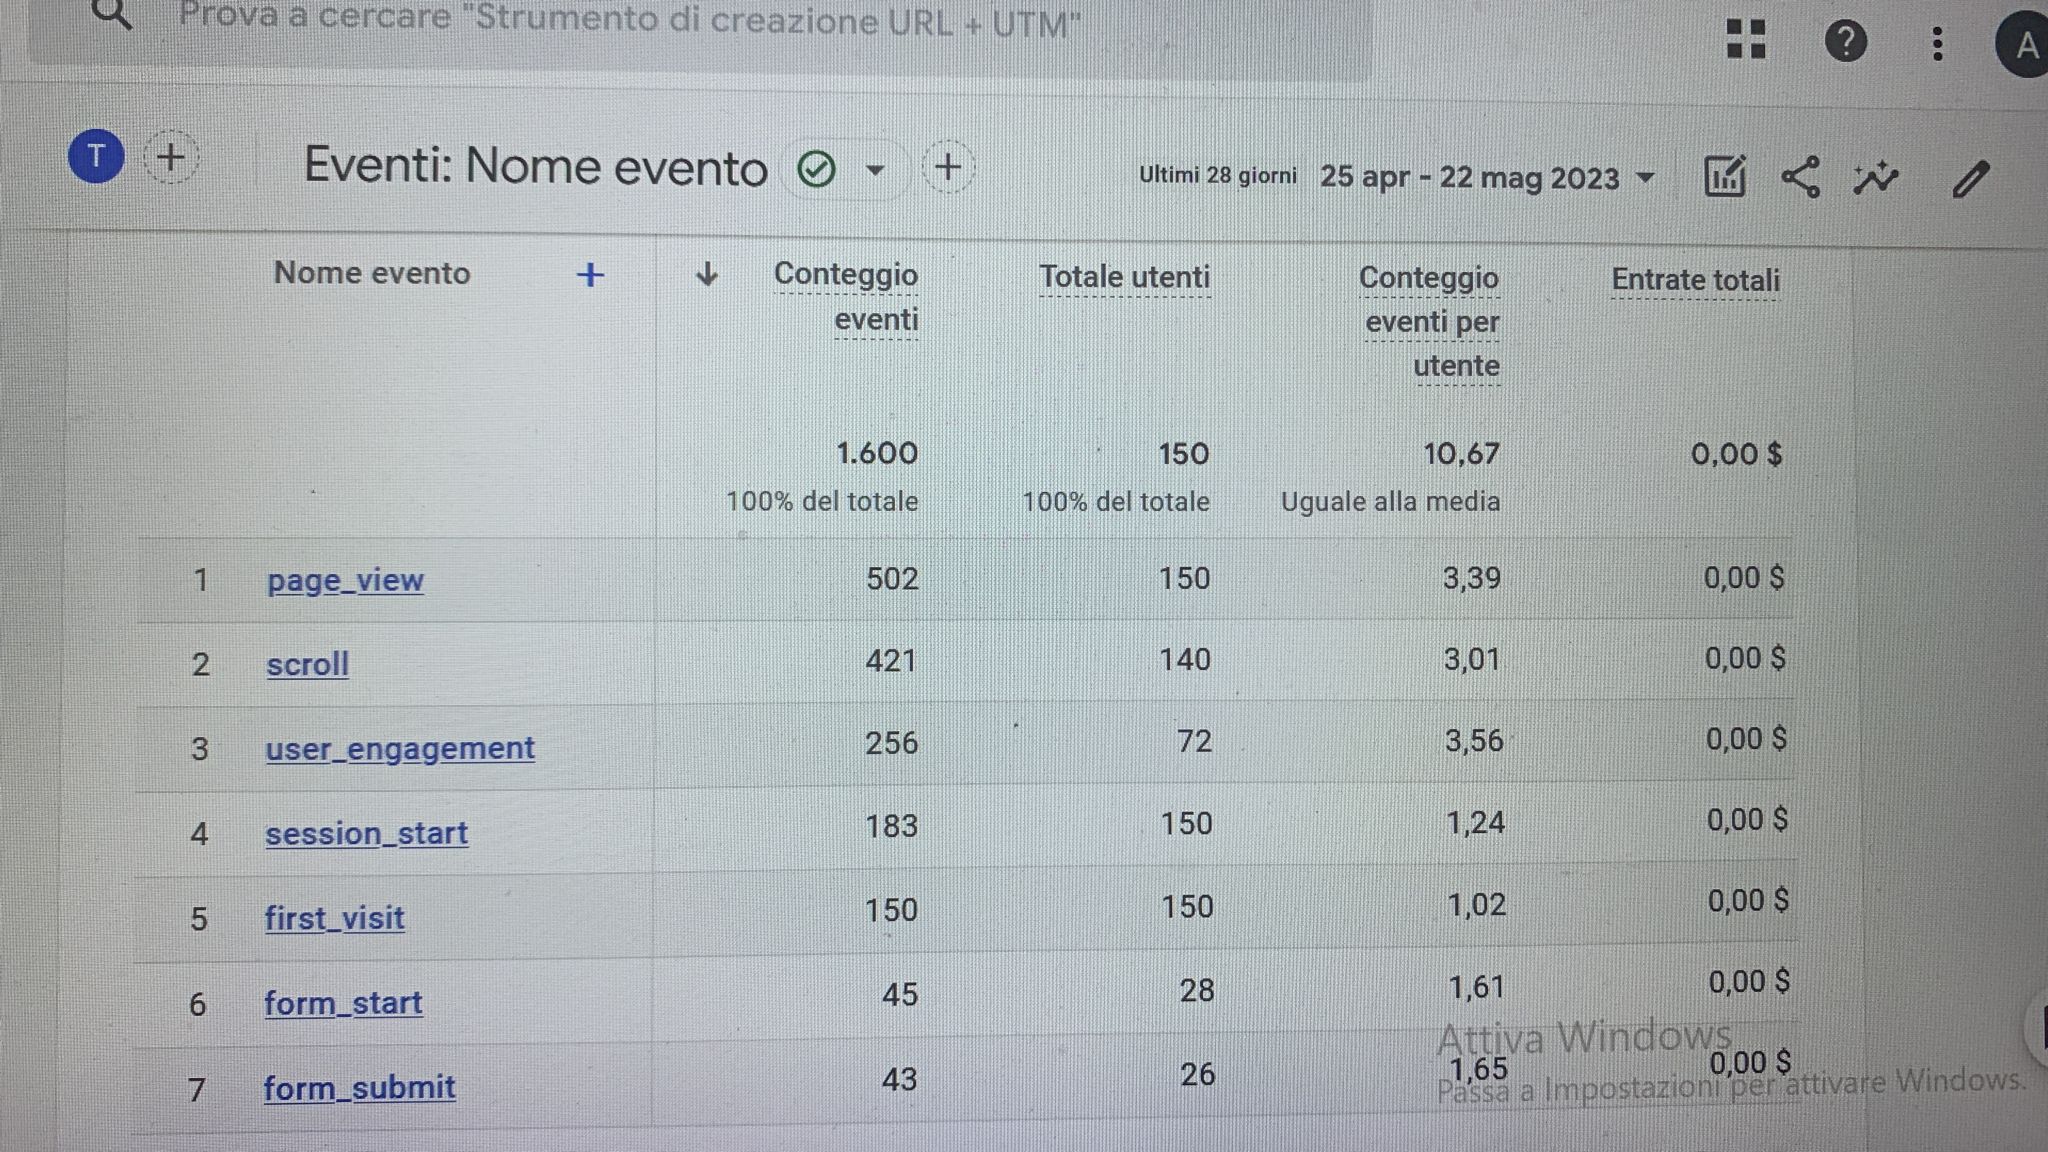 Prova a cercare "Strumento di creazione URL + UTM"
A
T
Eventi: Nome evento
Ultimi 28 giorni 25 apr - 22 mag 2023
Nome evento + Conteggio eventi Totale utenti Conteggio eventi per utente Entrate totali
1.600 150 10,67 0,00 $
100% del totale 100% del totale Uguale alla media
1 page_view 502 150 3,39 0,00 $
2 scroll 421 140 3,01 0,00 $
3 user_engagement 256 72 3,56 0,00 $
4 session_start 183 150 1,24 0,00 $
5 first_visit 150 150 1,02 0,00 $
6 form_start 45 28 1,61 0,00 $
7 form_submit 43 26 1,65 0,00 $
Attiva Windows
Passa a Impostazioni per attivare Windows.